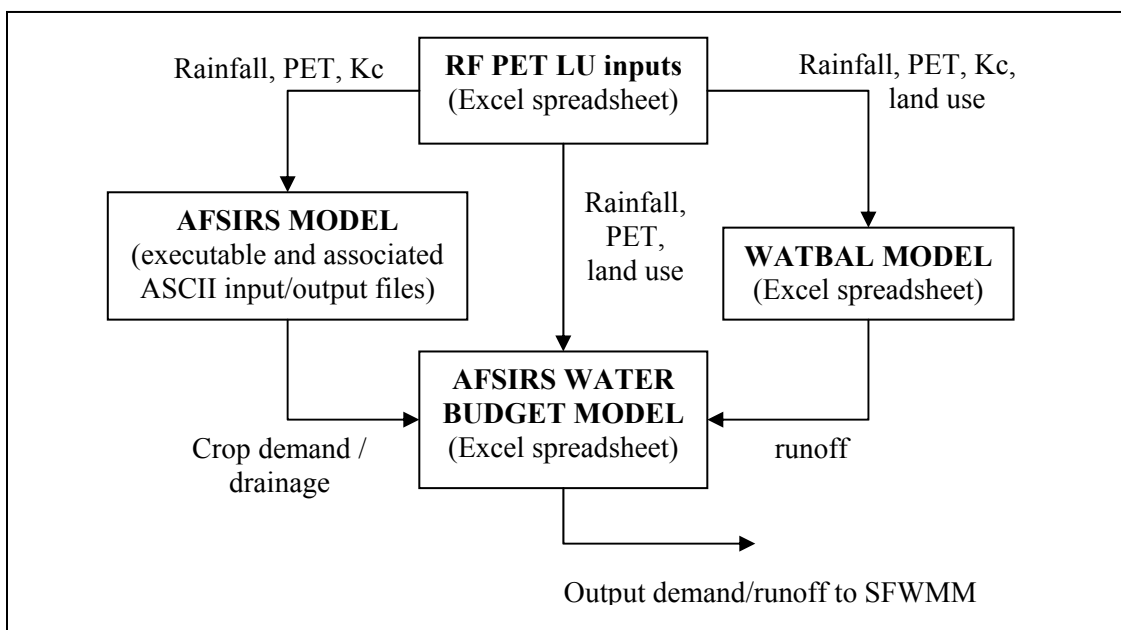 Rainfall, PET, Kc
RF PET LU inputs
(Excel spreadsheet)
Rainfall, PET, Kc,
land use
AFSIRS MODEL
(executable and associated
ASCII input/output files)
Rainfall,
PET,
land use
WATBAL MODEL
(Excel spreadsheet)
AFSIRS WATER
BUDGET MODEL
(Excel spreadsheet)
Crop demand /
drainage
runoff
Output demand/runoff to SFWMM